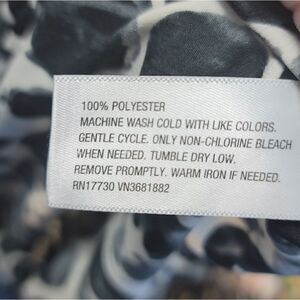 100% POLYESTER
MACHINE WASH COLD WITH LIKE COLORS.
GENTLE CYCLE. ONLY NON-CHLORINE BLEACH
WHEN NEEDED. TUMBLE DRY LOW.
REMOVE PROMPTLY. WARM IRON IF NEEDED.
RN17730 VN3681882